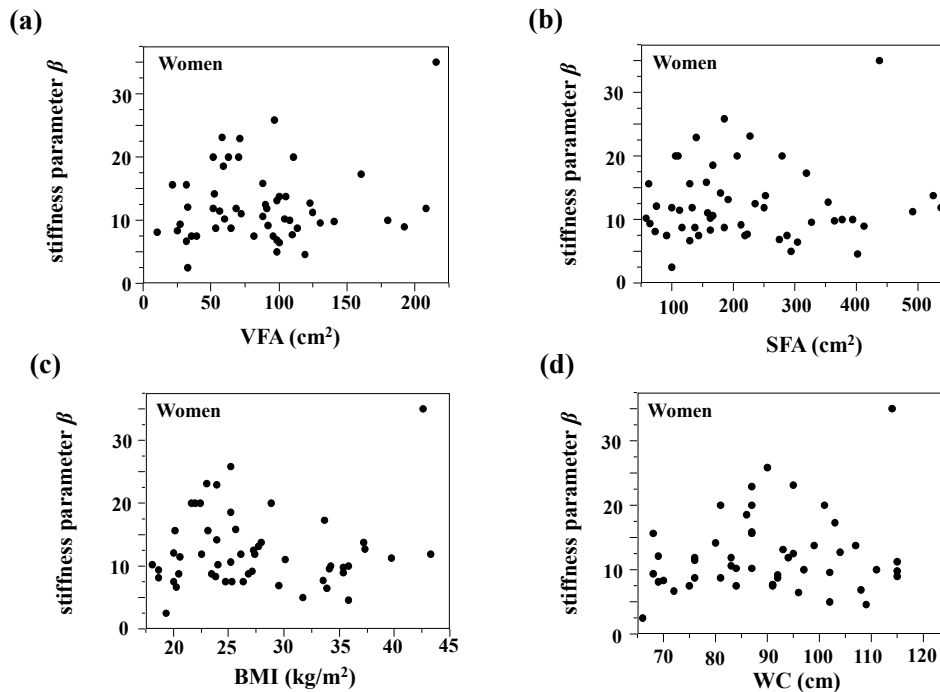 (a)
Women
stiffness parameter β
30
20
10
0
0
50
100
150
200
VFA (cm²)
(b)
Women
stiffness parameter β
30
20
10
0
100
200
300
400
500
SFA (cm²)
(c)
Women
stiffness parameter β
30
20
10
0
20
25
30
35
40
45
BMI (kg/m²)
(d)
Women
stiffness parameter β
30
20
10
0
70
80
90
100
110
120
WC (cm)